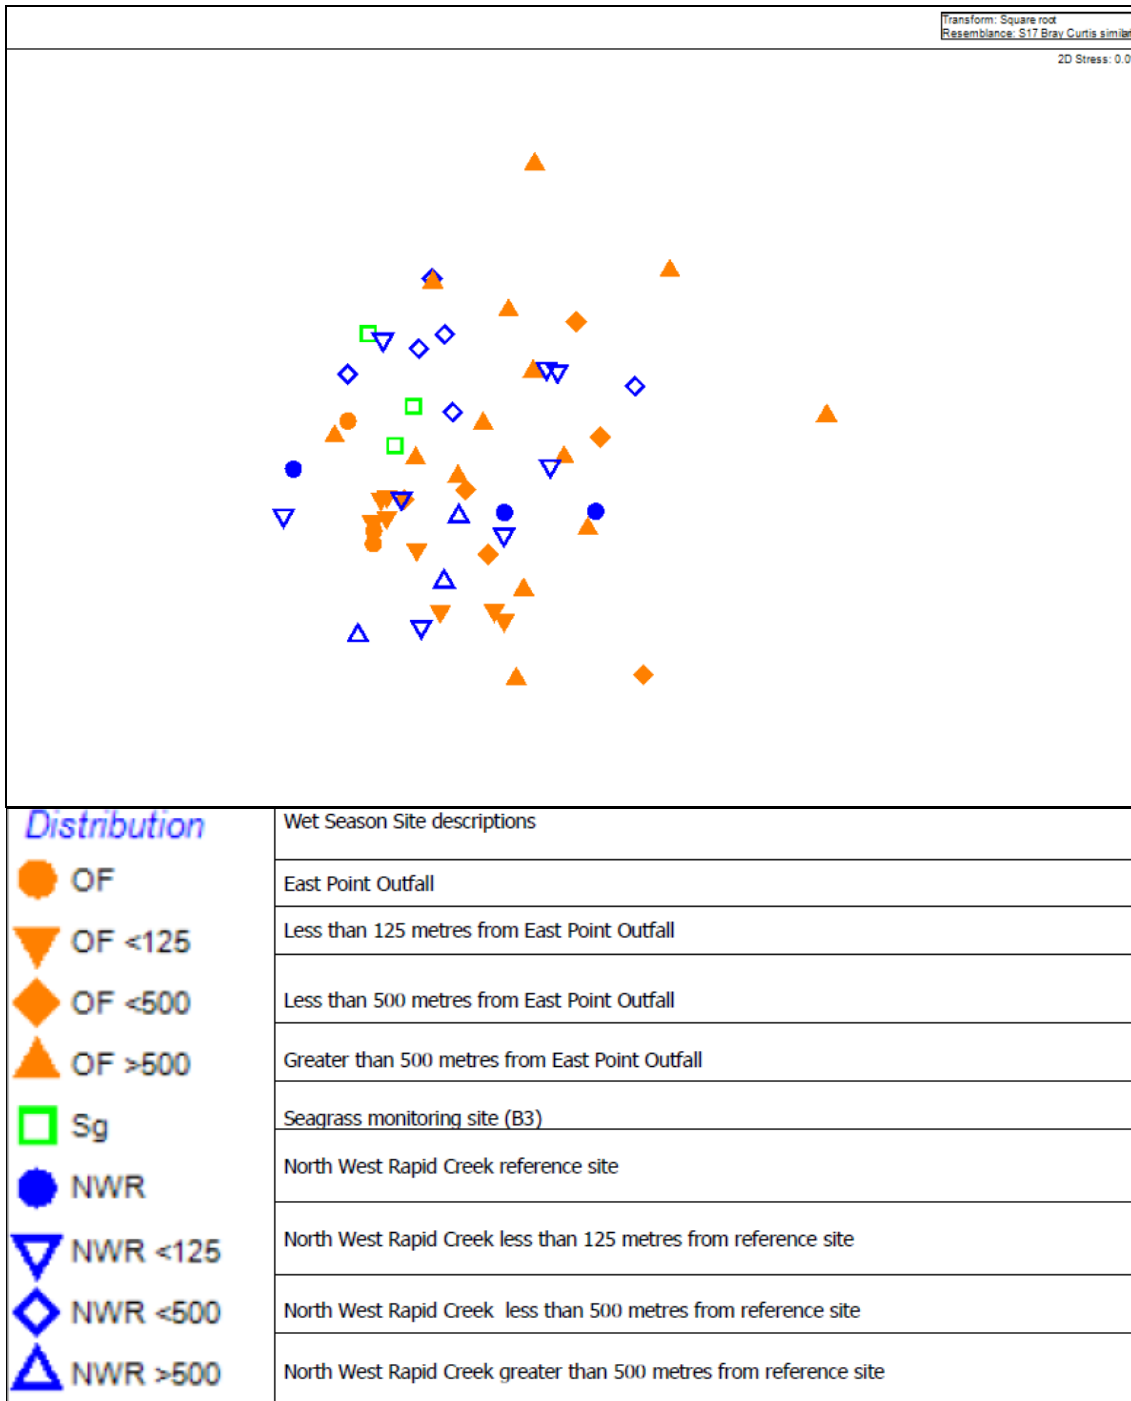 Transform: Square root
Resemblance: S17 Bray Curtis
2D Stress: 0.0
Distribution
Wet Season Site descriptions
OF
East Point Outfall
OF <125
Less than 125 metres from East Point Outfall
OF <500
Less than 500 metres from East Point Outfall
OF >500
Greater than 500 metres from East Point Outfall
Sg
Seagrass monitoring site (B3)
NWR
North West Rapid Creek reference site
NWR <125
North West Rapid Creek less than 125 metres from reference site
NWR <500
North West Rapid Creek less than 500 metres from reference site
NWR >500
North West Rapid Creek greater than 500 metres from reference site